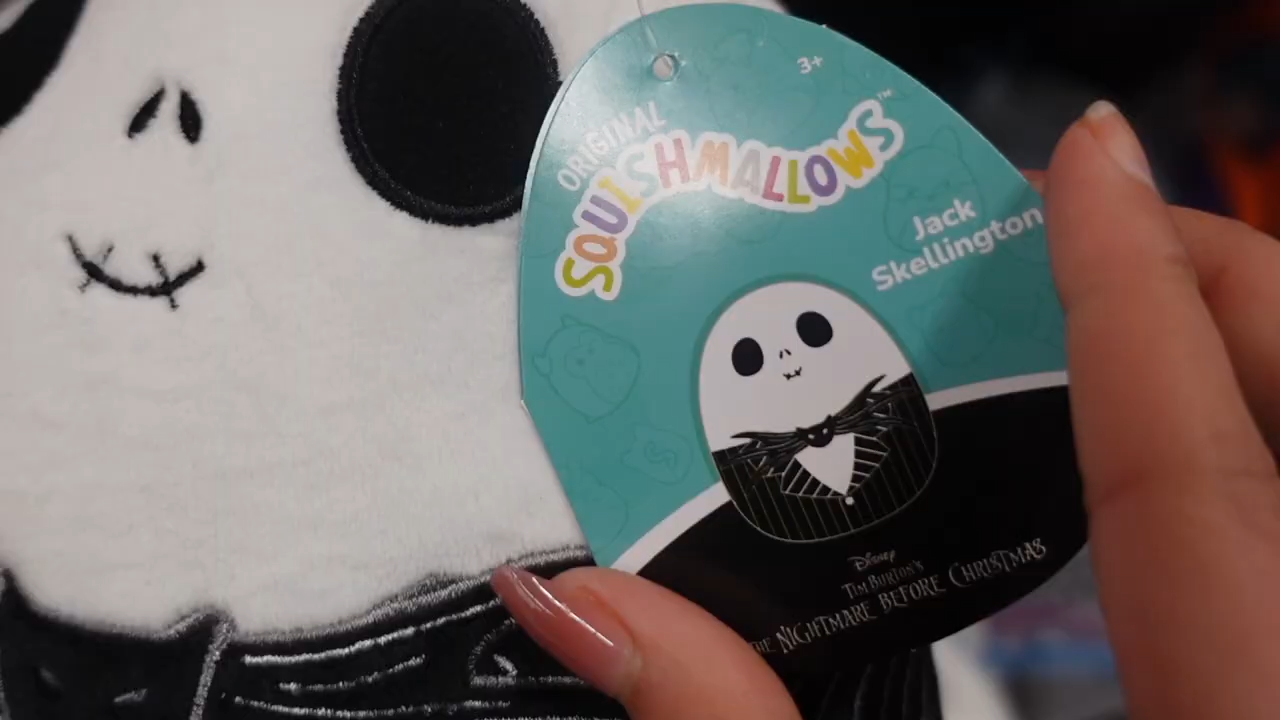 3+
ORIGINAL
SQUISHMALLOWS™
Jack
Skellington
Disney
TIM BURTON'S
THE NIGHTMARE BEFORE CHRISTMAS